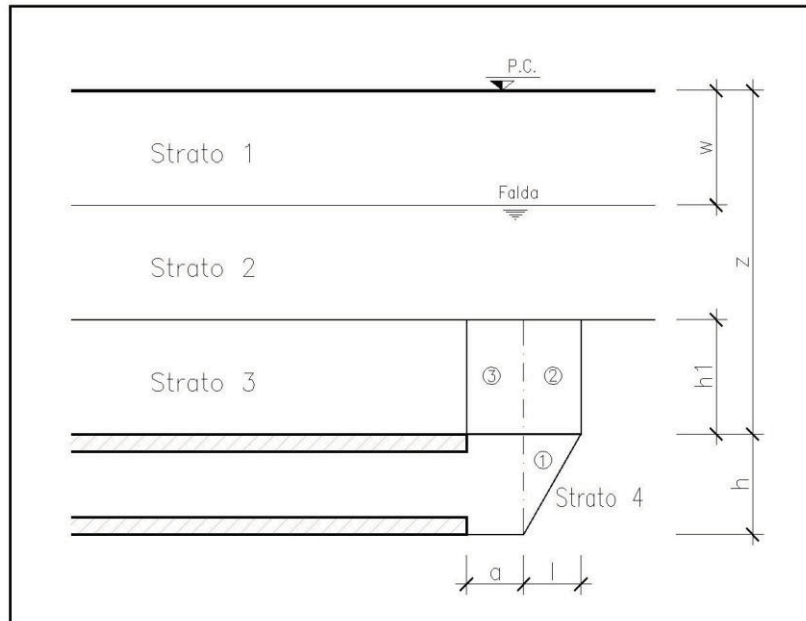 P.C.
Strato 1
w
Falda
Strato 2
z
Strato 3
③
②
h1
①
Strato 4
h
a
l